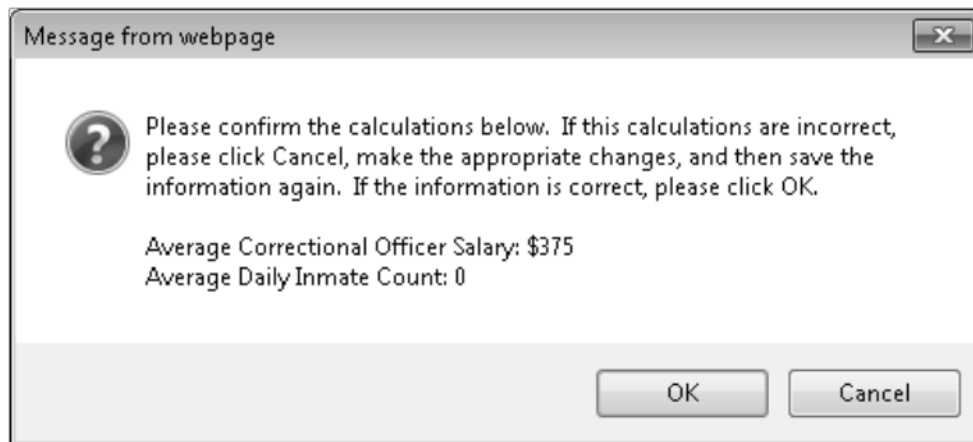 Message from webpage
Please confirm the calculations below. If this calculations are incorrect,
please click Cancel, make the appropriate changes, and then save the
information again. If the information is correct, please click OK.
Average Correctional Officer Salary: $375
Average Daily Inmate Count: 0
OK
Cancel